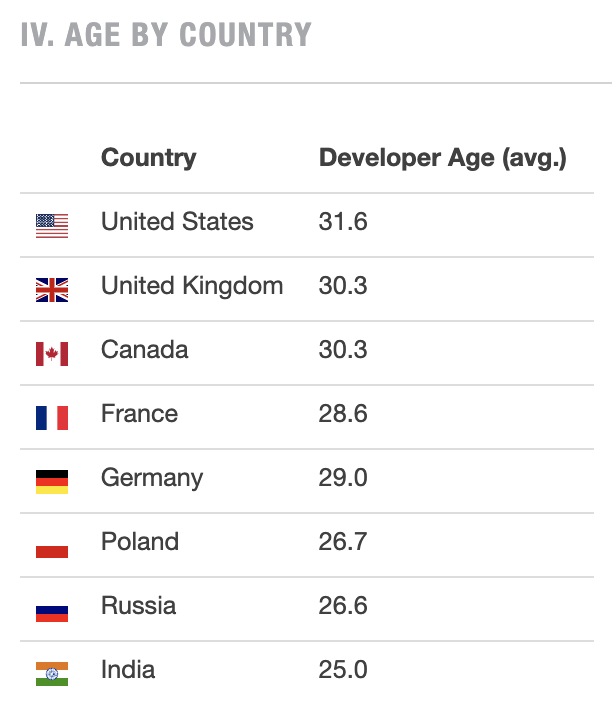 IV. AGE BY COUNTRY
Country Developer Age (avg.)
United States 31.6
United Kingdom 30.3
Canada 30.3
France 28.6
Germany 29.0
Poland 26.7
Russia 26.6
India 25.0